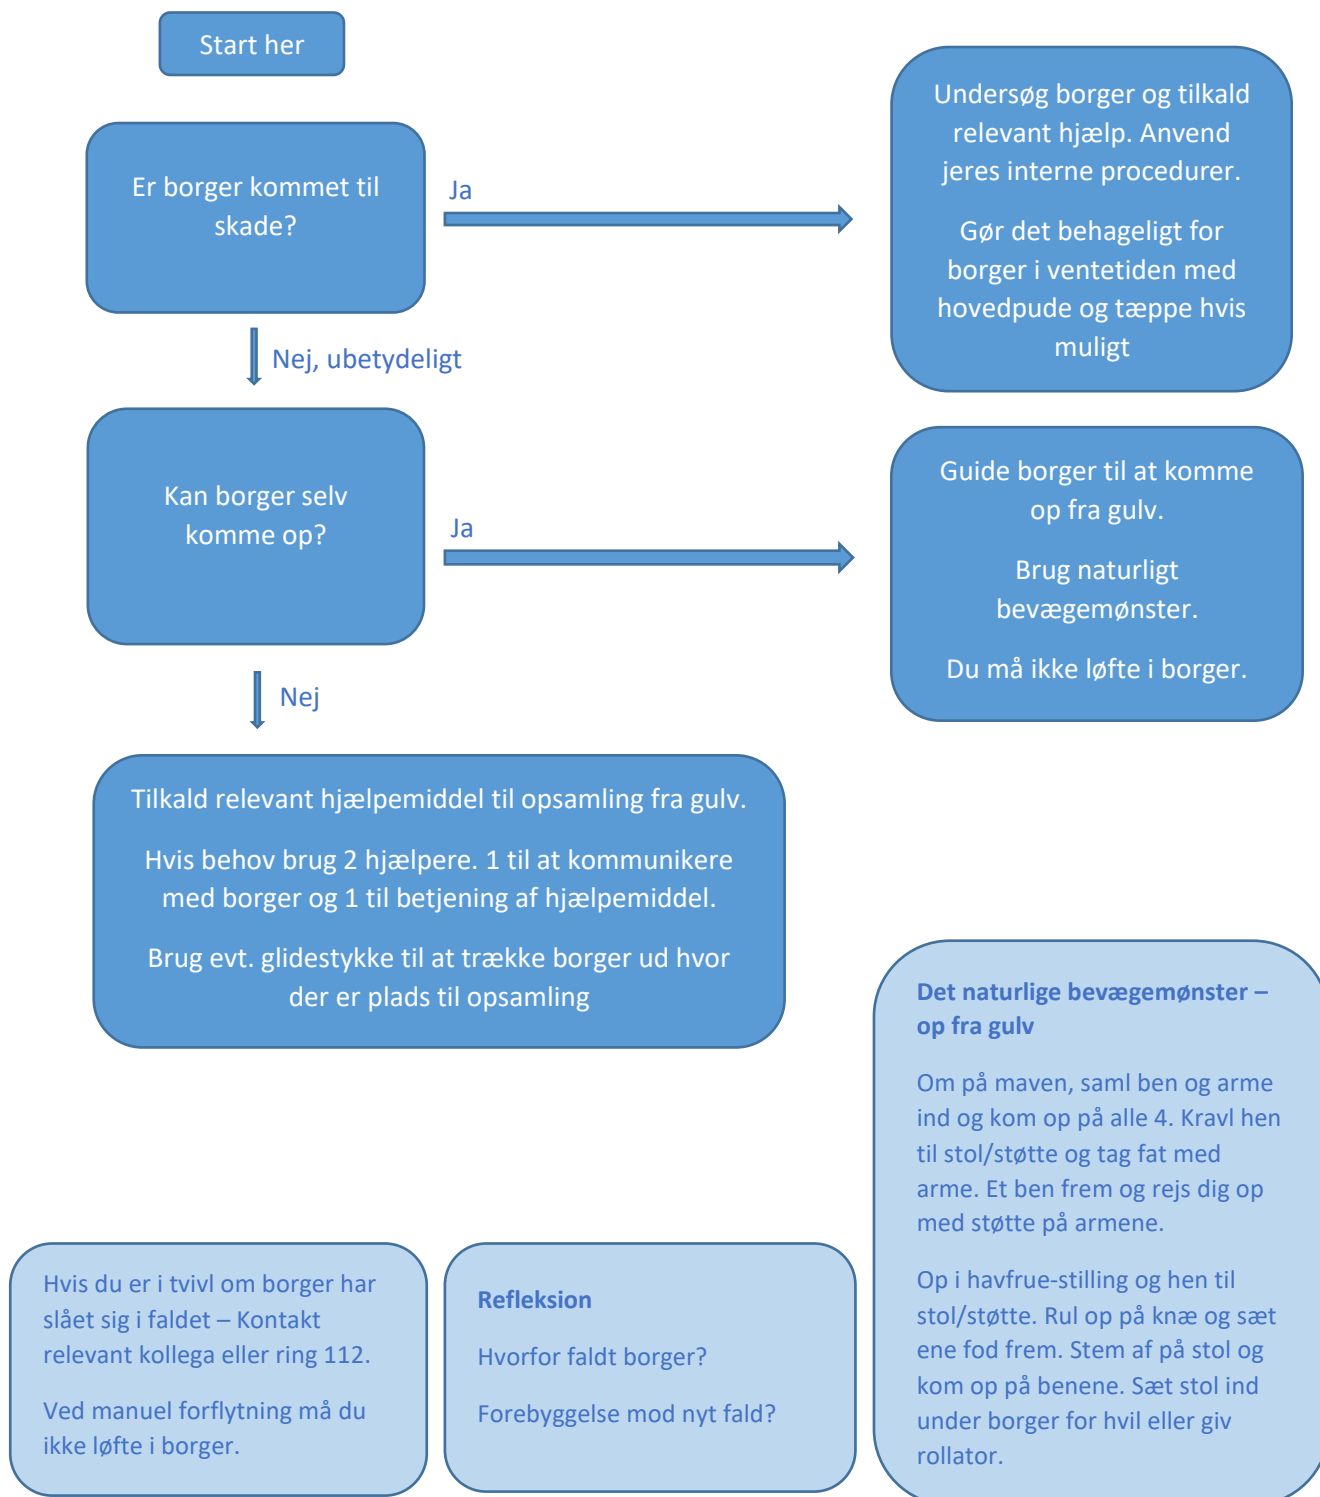 Start her
Er borger kommet til
skade?
Ja
Undersøg borger og tilkald
relevant hjælp. Anvend
jeres interne procedurer.
Gør det behageligt for
borger i ventetiden med
hovedpude og tæppe hvis
muligt
Nej, ubetydeligt
Kan borger selv
komme op?
Ja
Guide borger til at komme
op fra gulv.
Brug naturligt
bevægemønster.
Du må ikke løfte i borger.
Nej
Tilkald relevant hjælpemiddel til opsamling fra gulv.
Hvis behov brug 2 hjælpere. 1 til at kommunikere
med borger og 1 til betjening af hjælpemiddel.
Brug evt. glidestykke til at trække borger ud hvor
der er plads til opsamling
Det naturlige bevægemønster –
op fra gulv
Om på maven, saml ben og arme
ind og kom op på alle 4. Kravl hen
til stol/støtte og tag fat med
arme. Et ben frem og rejs dig op
med støtte på armene.
Op i havfrue-stilling og hen til
stol/støtte. Rul op på knæ og sæt
ene fod frem. Stem af på stol og
kom op på benene. Sæt stol ind
under borger for hvil eller giv
rollator.
Hvis du er i tvivl om borger har
slået sig i faldet – Kontakt
relevant kollega eller ring 112.
Ved manuel forflytning må du
ikke løfte i borger.
Refleksion
Hvorfor faldt borger?
Forebyggelse mod nyt fald?